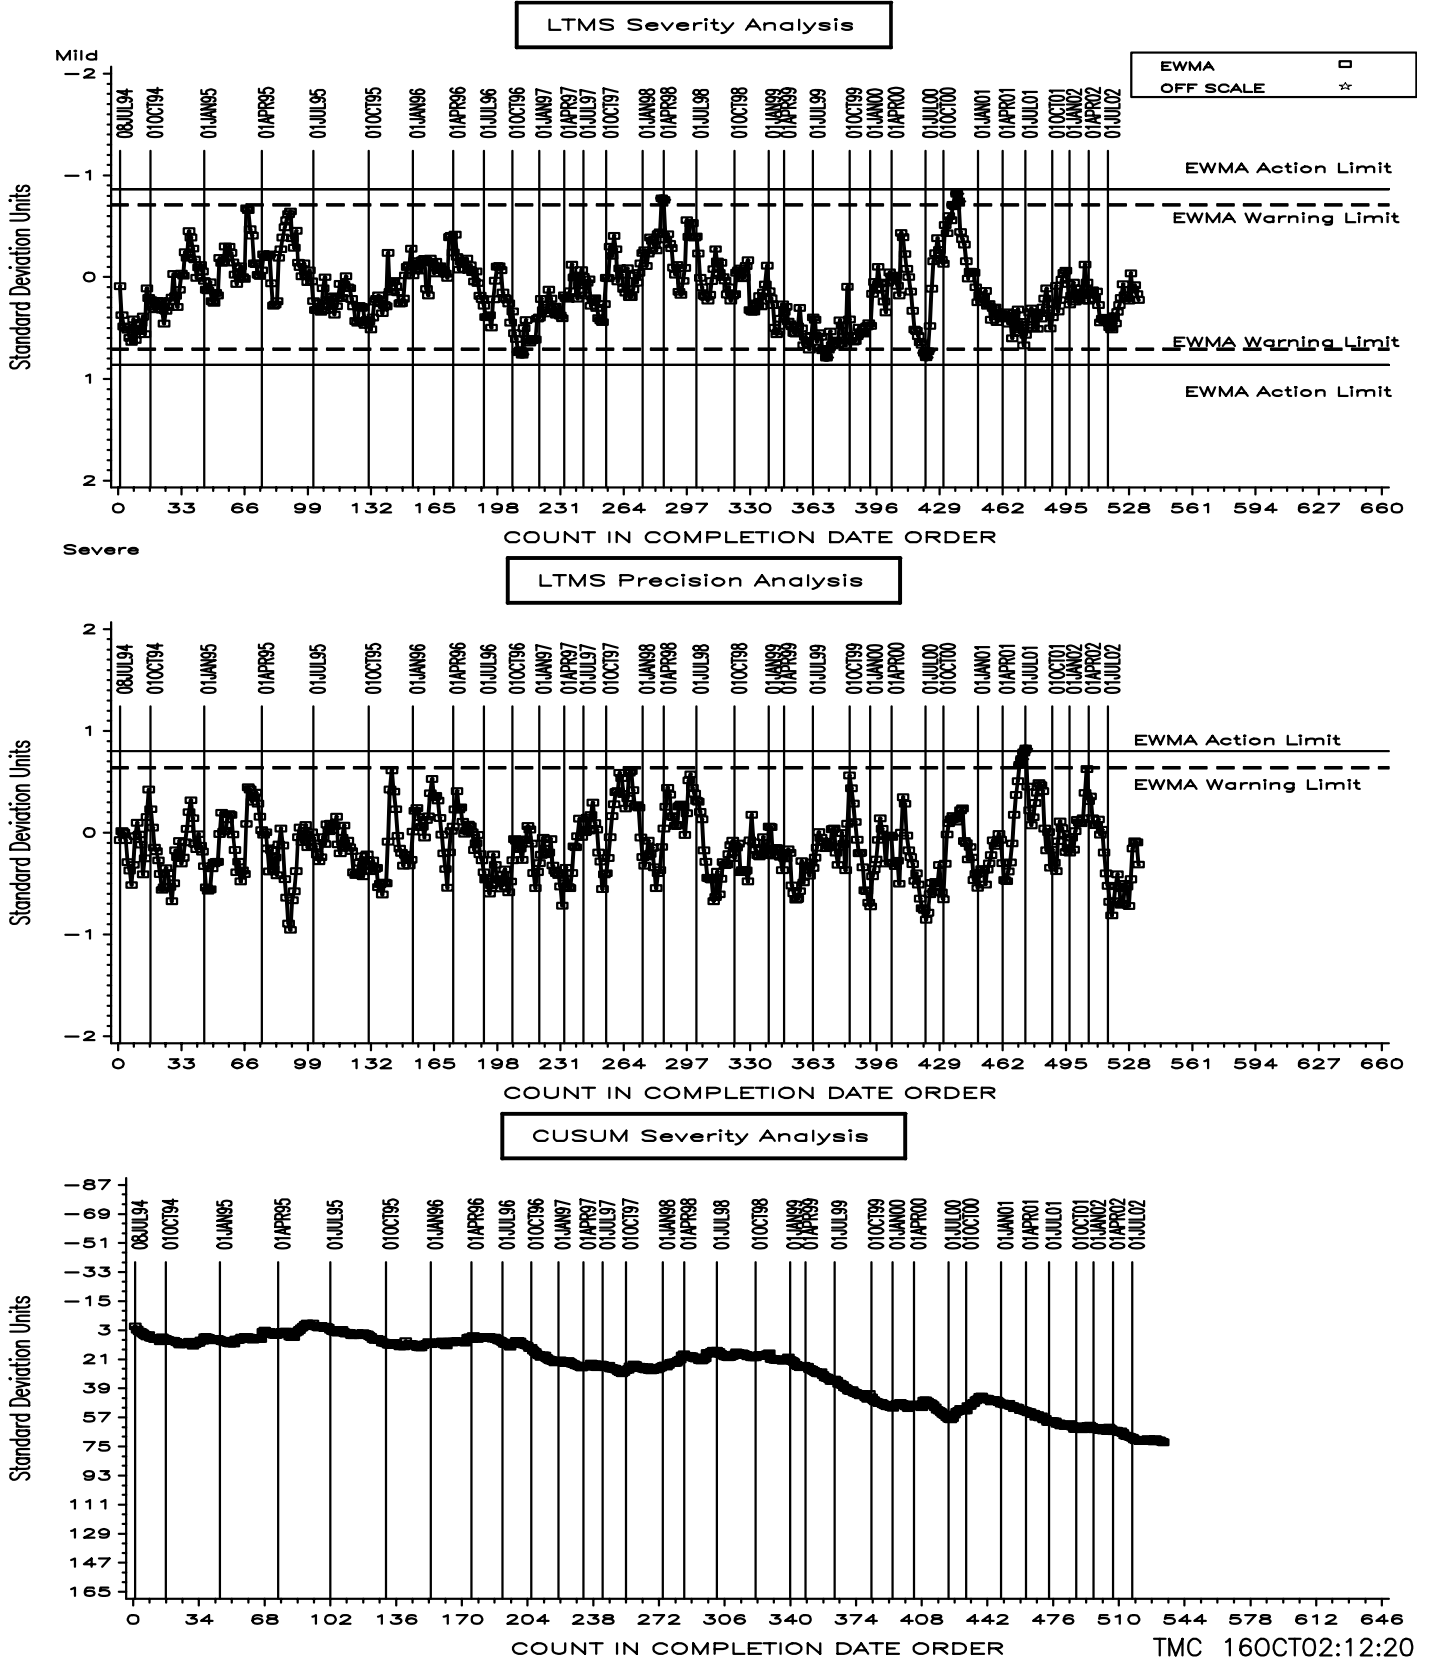 LTMS Severity Analysis
Mild
EWMA
OFF SCALE
-2
-1
0
1
2
Standard Deviation Units
08JUL94 01OCT94 01JAN95 01APR95 01JUL95 01OCT95 01JAN96 01APR96 01JUL96 01OCT96 01JAN97 01APR97 01JUL97 01OCT97 01JAN98 01APR98 01JUL98 01OCT98 01JAN99 01APR99 01JUL99 01OCT99 01JAN00 01APR00 01JUL00 01OCT00 01JAN01 01APR01 01JUL01 01OCT01 01JAN02 01APR02 01JUL02
EWMA Action Limit
EWMA Warning Limit
EWMA Warning Limit
EWMA Action Limit
0 33 66 99 132 165 198 231 264 297 330 363 396 429 462 495 528 561 594 627 660
COUNT IN COMPLETION DATE ORDER
Severe
LTMS Precision Analysis
2
1
0
-1
-2
Standard Deviation Units
08JUL94 01OCT94 01JAN95 01APR95 01JUL95 01OCT95 01JAN96 01APR96 01JUL96 01OCT96 01JAN97 01APR97 01JUL97 01OCT97 01JAN98 01APR98 01JUL98 01OCT98 01JAN99 01APR99 01JUL99 01OCT99 01JAN00 01APR00 01JUL00 01OCT00 01JAN01 01APR01 01JUL01 01OCT01 01JAN02 01APR02 01JUL02
EWMA Action Limit
EWMA Warning Limit
0 33 66 99 132 165 198 231 264 297 330 363 396 429 462 495 528 561 594 627 660
COUNT IN COMPLETION DATE ORDER
CUSUM Severity Analysis
-87
-69
-51
-33
-15
3
21
39
57
75
93
111
129
147
165
Standard Deviation Units
08JUL94 01OCT94 01JAN95 01APR95 01JUL95 01OCT95 01JAN96 01APR96 01JUL96 01OCT96 01JAN97 01APR97 01JUL97 01OCT97 01JAN98 01APR98 01JUL98 01OCT98 01JAN99 01APR99 01JUL99 01OCT99 01JAN00 01APR00 01JUL00 01OCT00 01JAN01 01APR01 01JUL01 01OCT01 01JAN02 01APR02 01JUL02
0 34 68 102 136 170 204 238 272 306 340 374 408 442 476 510 544 578 612 646
COUNT IN COMPLETION DATE ORDER
TMC 16OCT02:12:20